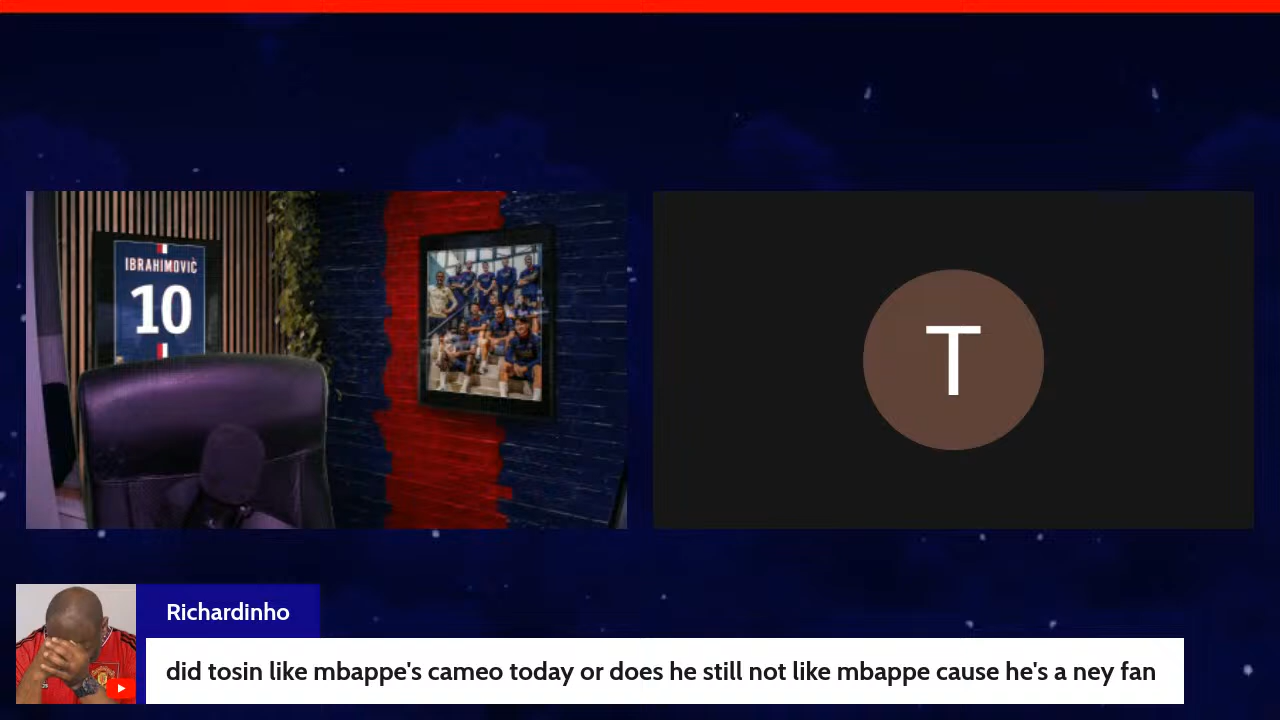 IBRAHIMOVIĆ
10
T
Richardinho
did tosin like mbappe's cameo today or does he still not like mbappe cause he's a ney fan